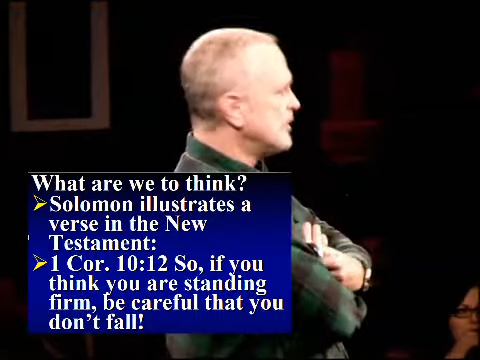 What are we to think?
Solomon illustrates a
verse in the New
Testament:
1 Cor. 10:12 So, if you
think you are standing
firm, be careful that you
don't fall!